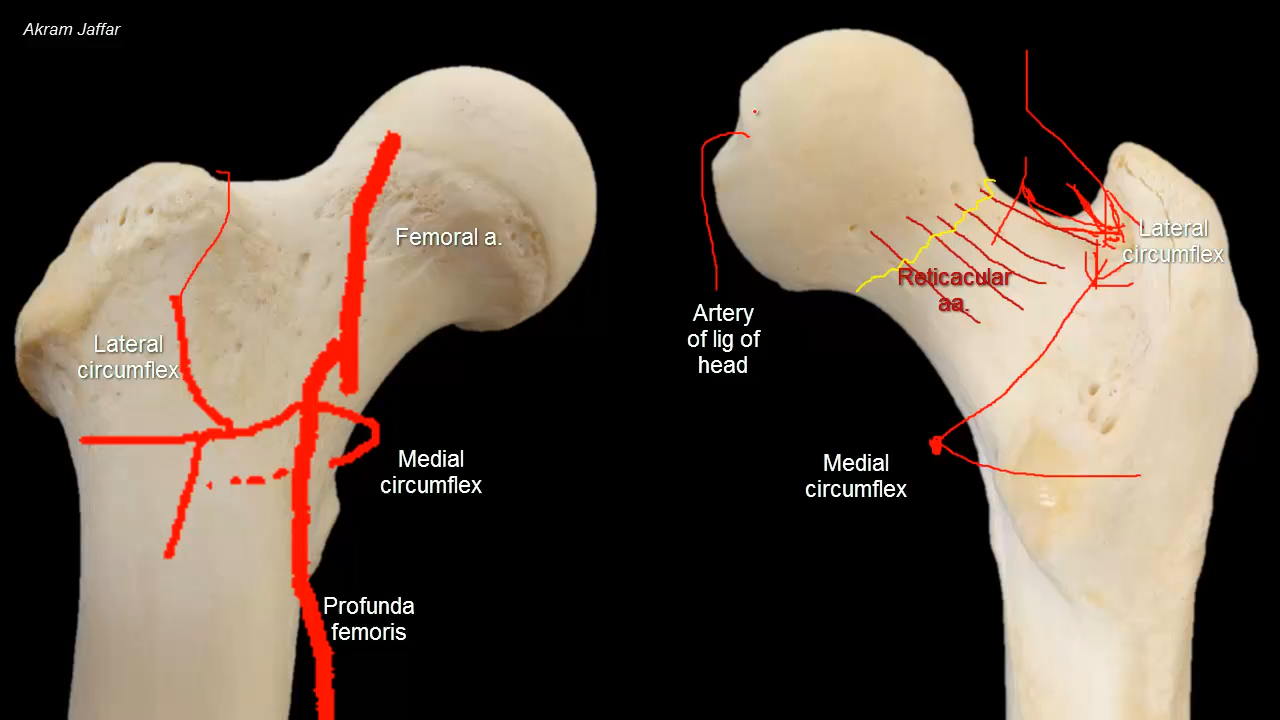 Akram Jaffar
Femoral a.
Lateral
circumflex
Medial
circumflex
Profunda
femoris
Artery
of lig of
head
Reticacular
aa.
Lateral
circumflex
Medial
circumflex